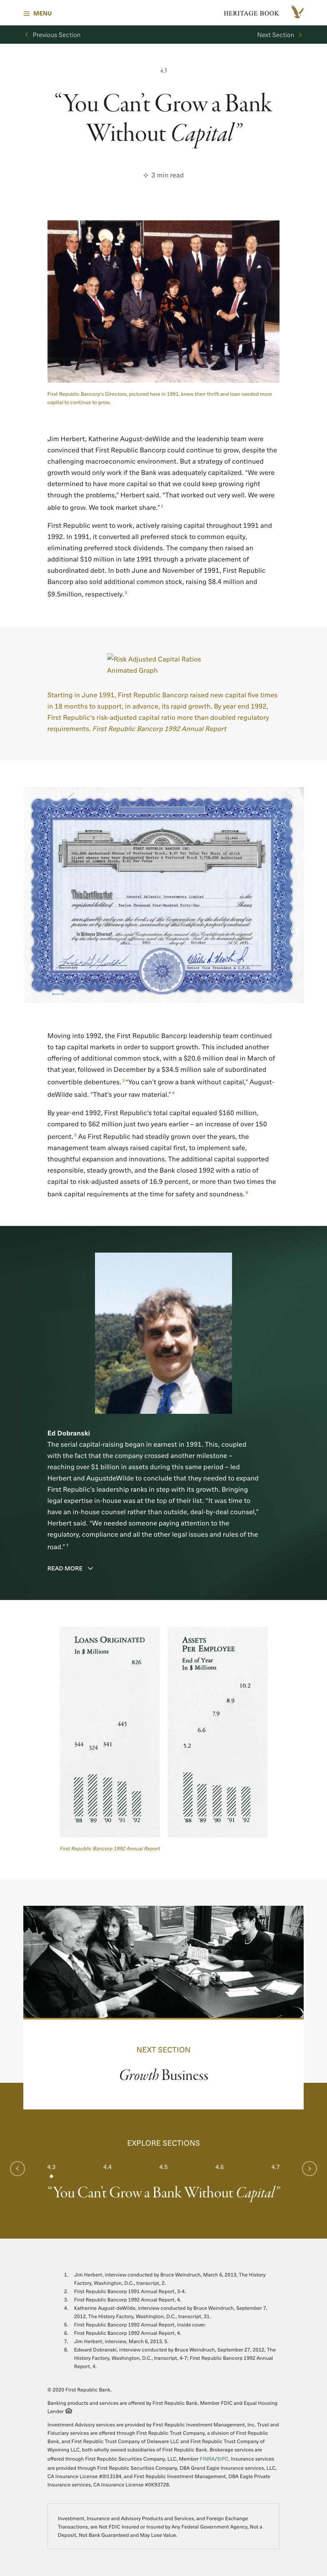 MENU
HERITAGE BOOK
Previous Section
Next Section
4.3
“You Can’t Grow a Bank
Without Capital”
3 min read
First Republic Bancorp’s Directors, pictured here in 1991, knew their thrift and loan needed more
capital to continue to grow.
Jim Herbert, Katherine August-deWilde and the leadership team were
convinced that First Republic Bancorp could continue to grow, despite the
challenging macroeconomic environment. But a strategy of continued
growth would only work if the Bank was adequately capitalized. “We were
determined to have more capital so that we could keep growing right
through the problems,” Herbert said. “That worked out very well. We were
able to grow. We took market share.” 1
First Republic went to work, actively raising capital throughout 1991 and
1992. In 1991, it converted all preferred stock to common equity,
eliminating preferred stock dividends. The company then raised an
additional $10 million in late 1991 through a private placement of
subordinated debt. In both June and November of 1991, First Republic
Bancorp also sold additional common stock, raising $8.4 million and
$9.5million, respectively. 2
Risk Adjusted Capital Ratios
Animated Graph
Starting in June 1991, First Republic Bancorp raised new capital five times
in 18 months to support, in advance, its rapid growth. By year end 1992,
First Republic’s risk-adjusted capital ratio more than doubled regulatory
requirements. First Republic Bancorp 1992 Annual Report
Moving into 1992, the First Republic Bancorp leadership team continued
to tap capital markets in order to support growth. This included another
offering of additional common stock, with a $20.6 million deal in March of
that year, followed in December by a $34.5 million sale of subordinated
convertible debentures. 3 “You can’t grow a bank without capital,” August-
deWilde said. “That’s your raw material.” 4
By year-end 1992, First Republic’s total capital equaled $160 million,
compared to $62 million just two years earlier – an increase of over 150
percent. 5 As First Republic had steadily grown over the years, the
management team always raised capital first, to implement safe,
thoughtful expansion and innovations. The additional capital supported
responsible, steady growth, and the Bank closed 1992 with a ratio of
capital to risk-adjusted assets of 16.9 percent, or more than two times the
bank capital requirements at the time for safety and soundness. 6
Ed Dobranski
The serial capital-raising began in earnest in 1991. This, coupled
with the fact that the company crossed another milestone –
reaching over $1 billion in assets during this same period – led
Herbert and AugustdeWilde to conclude that they needed to expand
First Republic’s leadership ranks in step with its growth. Bringing
legal expertise in-house was at the top of their list. “It was time to
have an in-house counsel rather than outside, deal-by-deal counsel,”
Herbert said. “We needed someone paying attention to the
regulatory, compliance and all the other legal issues and rules of the
road.” 7
READ MORE
Loans Originated
In $ Millions
826
445
344 324 341
'88 '89 '90 '91 '92
Assets
Per Employee
End of Year
In $ Millions
10.2
8.9
7.9
6.6
5.2
'88 '89 '90 '91 '92
First Republic Bancorp 1992 Annual Report
NEXT SECTION
Growth Business
EXPLORE SECTIONS
4.3 4.4 4.5 4.6 4.7
“You Can’t Grow a Bank Without Capital”
1. Jim Herbert, interview conducted by Bruce Weindruch, March 6, 2013, The History
Factory, Washington, D.C., transcript, 2.
2. First Republic Bancorp 1991 Annual Report, 3-4.
3. First Republic Bancorp 1992 Annual Report, 4.
4. Katherine August-deWilde, interview conducted by Bruce Weindruch, September 7,
2012, The History Factory, Washington, D.C., transcript, 31.
5. First Republic Bancorp 1992 Annual Report, inside cover.
6. First Republic Bancorp 1992 Annual Report, 4.
7. Jim Herbert, interview, March 6, 2013, 5.
8. Edward Dobranski, interview conducted by Bruce Weindruch, September 27, 2012, The
History Factory, Washington, D.C., transcript, 4-7; First Republic Bancorp 1992 Annual
Report, 4.
© 2020 First Republic Bank.
Banking products and services are offered by First Republic Bank, Member FDIC and Equal Housing
Lender
Investment Advisory services are provided by First Republic Investment Management, Inc. Trust and
Fiduciary services are offered through First Republic Trust Company, a division of First Republic
Bank, and First Republic Trust Company of Delaware LLC and First Republic Trust Company of
Wyoming LLC, both wholly owned subsidiaries of First Republic Bank. Brokerage services are
offered through First Republic Securities Company, LLC, Member FINRA/SIPC. Insurance services
are provided through First Republic Securities Company, DBA Grand Eagle Insurance services, LLC,
CA Insurance License #0I13184, and First Republic Investment Management, DBA Eagle Private
Insurance services, CA Insurance License #0K93728.
Investment, Insurance and Advisory Products and Services, and Foreign Exchange
Transactions, are Not FDIC Insured or Insured by Any Federal Government Agency, Not a
Deposit, Not Bank Guaranteed and May Lose Value.